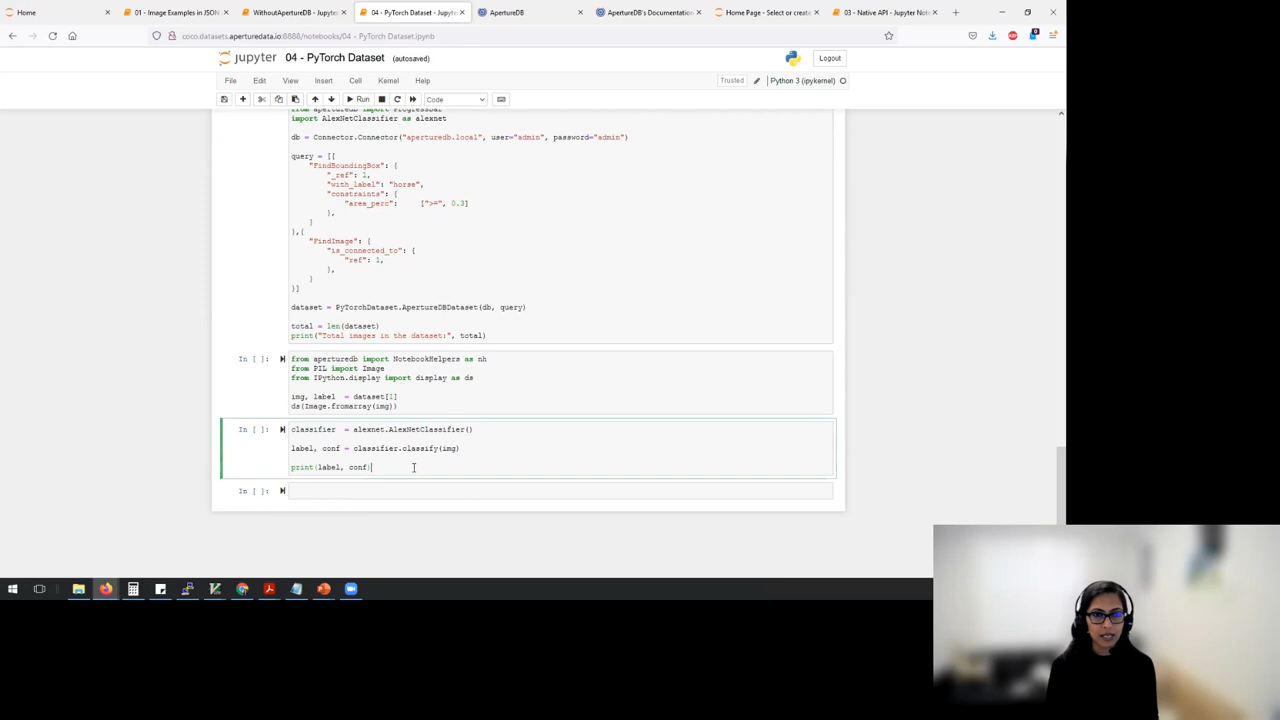 Home
01 - Image Examples in JSON
WithoutApertureDB - Jupyter
04 - PyTorch Dataset - Jupyte
ApertureDB
ApertureDB's Documentation
Home Page - Select or create
03 - Native API - Jupyter Note
coco.datasets.aperturedata.io:8888/notebooks/04 - PyTorch Dataset.ipynb
jupyter 04 - PyTorch Dataset (autosaved)
Logout
File Edit View Insert Cell Kernel Help
Trusted Python 3 (ipykernel)
Run Code
from aperturedb import ProgressBar
import AlexNetClassifier as alexnet
db = Connector.Connector("aperturedb.local", user="admin", password="admin")
query = [{
"FindBoundingBox": {
"_ref": 1,
"with_label": "horse",
"constraints": {
"area_perc": [">=", 0.3]
},
}
},{
"FindImage": {
"is_connected_to": {
"ref": 1,
},
}
}]
dataset = PyTorchDataset.ApertureDBDataset(db, query)
total = len(dataset)
print("Total images in the dataset:", total)
In [ ]:
from aperturedb import NotebookHelpers as nh
from PIL import Image
from IPython.display import display as ds
img, label = dataset[1]
ds(Image.fromarray(img))
In [ ]:
classifier = alexnet.AlexNetClassifier()
label, conf = classifier.classify(img)
print(label, conf)
In [ ]: